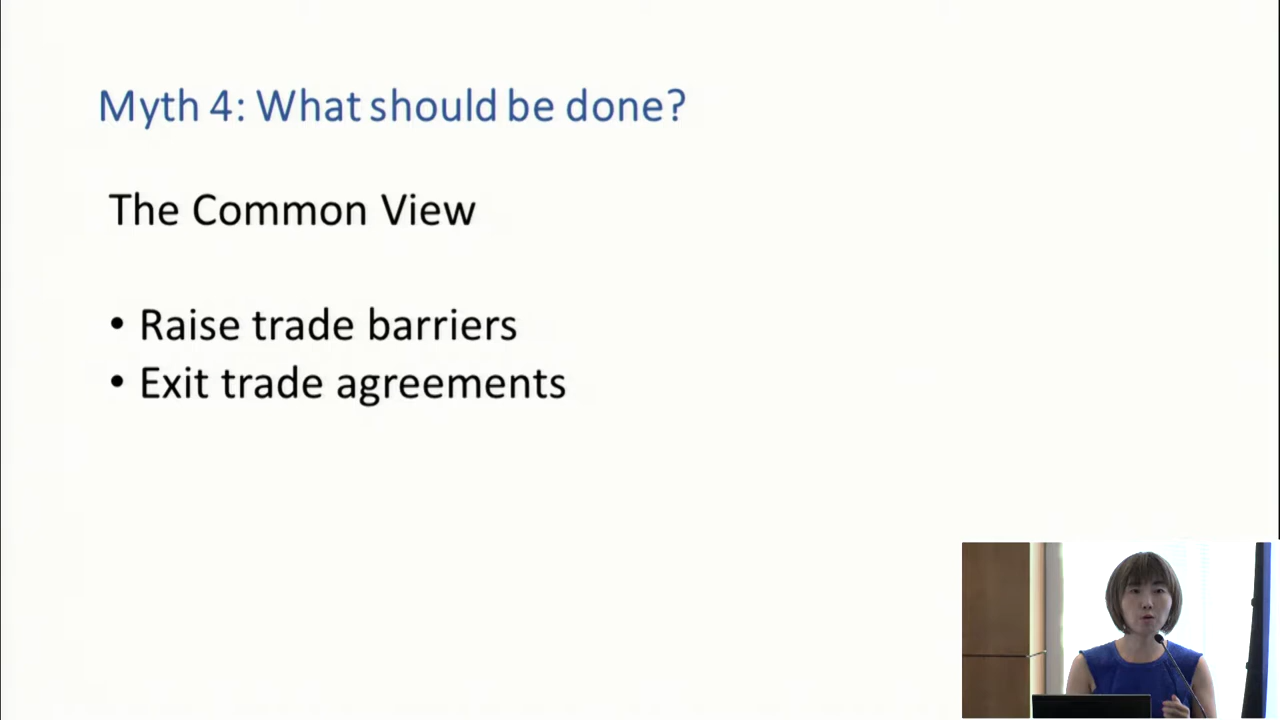 Myth 4: What should be done?
The Common View
• Raise trade barriers
• Exit trade agreements